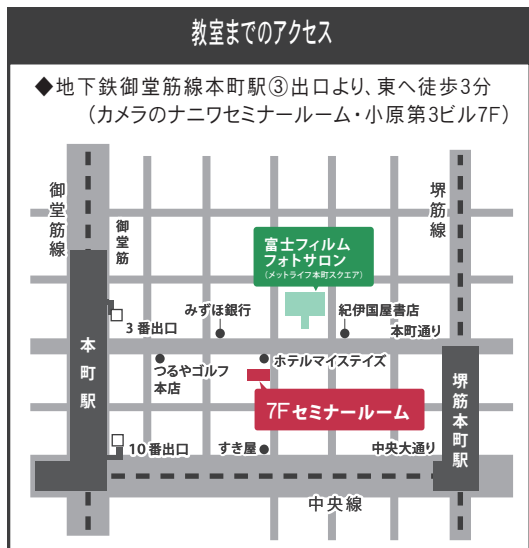 教室までのアクセス
◆地下鉄御堂筋線本町駅③出口より、東へ徒歩3分
(カメラのナニワセミナールーム・小原第3ビル7F)
御堂筋線
御堂筋
堺筋線
富士フィルム
フォトサロン
(メットライフ本町スクエア)
みずほ銀行
紀伊国屋書店
3番出口
本町通り
本町駅
つるやゴルフ
本店
ホテルマイステイズ
7Fセミナールーム
堺筋本町駅
10番出口
すき屋
中央大通り
中央線